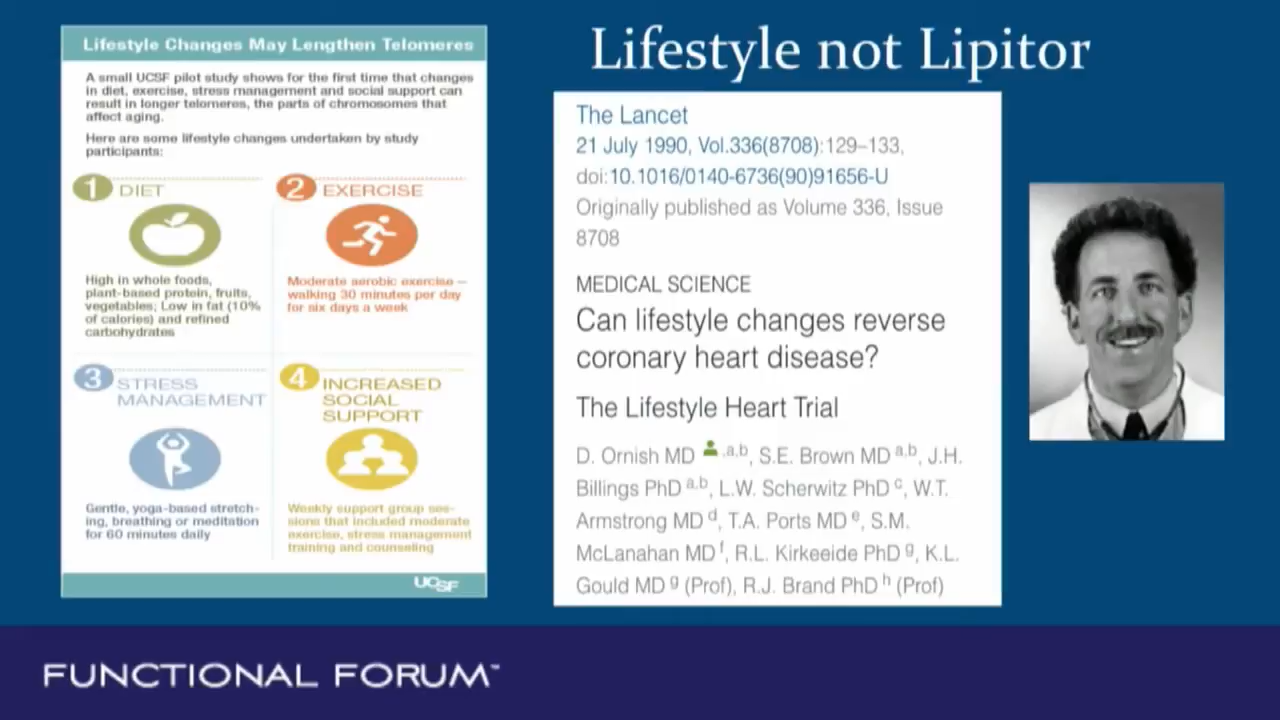 Lifestyle Changes May Lengthen Telomeres
A small UCSF pilot study shows for the first time that changes
in diet, exercise, stress management and social support can
result in longer telomeres, the parts of chromosomes that
affect aging.
Here are some lifestyle changes undertaken by study
participants:
1 DIET
High in whole foods,
plant-based protein, fruits,
vegetables; Low in fat (10%
of calories) and refined
carbohydrates
2 EXERCISE
Moderate aerobic exercise —
walking 30 minutes per day
for six days a week
3 STRESS
MANAGEMENT
Gentle, yoga-based stretch-
ing, breathing or meditation
for 60 minutes daily
4 INCREASED
SOCIAL
SUPPORT
Weekly support group ses-
sions that included moderate
exercise, stress management
training and counseling
UCSF
Lifestyle not Lipitor
The Lancet
21 July 1990, Vol.336(8708):129–133,
doi:10.1016/0140-6736(90)91656-U
Originally published as Volume 336, Issue
8708
MEDICAL SCIENCE
Can lifestyle changes reverse
coronary heart disease?
The Lifestyle Heart Trial
D. Ornish MD ,a,b, S.E. Brown MD a,b, J.H.
Billings PhD a,b, L.W. Scherwitz PhD c, W.T.
Armstrong MD d, T.A. Ports MD e, S.M.
McLanahan MD f, R.L. Kirkeeide PhD g, K.L.
Gould MD g (Prof), R.J. Brand PhD h (Prof)
FUNCTIONAL FORUM™